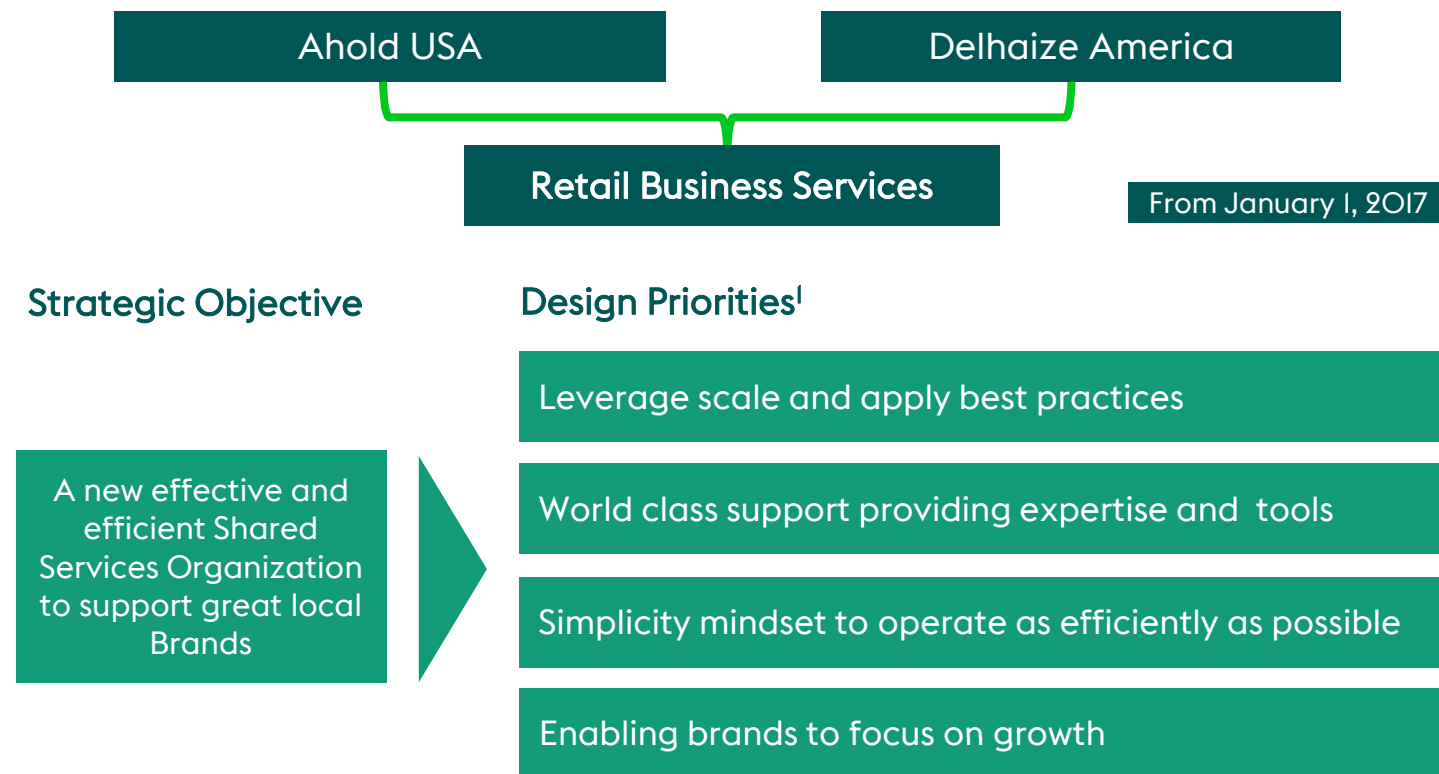 Ahold USA
Delhaize America
Retail Business Services
From January 1, 2017
Strategic Objective
Design Priorities¹
A new effective and
efficient Shared
Services Organization
to support great local
Brands
Leverage scale and apply best practices
World class support providing expertise and  tools
Simplicity mindset to operate as efficiently as possible
Enabling brands to focus on growth